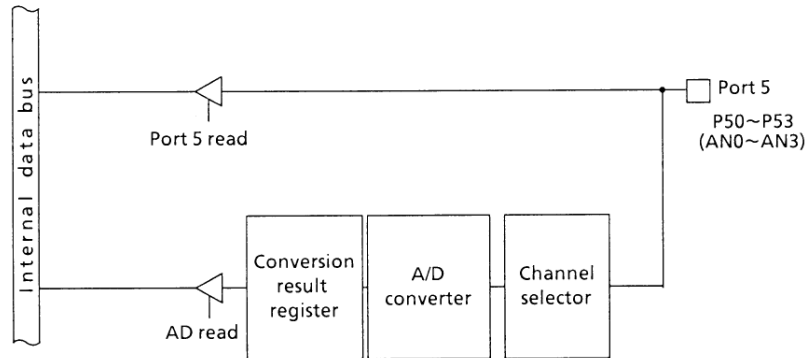 Internal data bus
Port 5
P50~P53
(AN0~AN3)
Port 5 read
Conversion
result
register
A/D
converter
Channel
selector
AD read